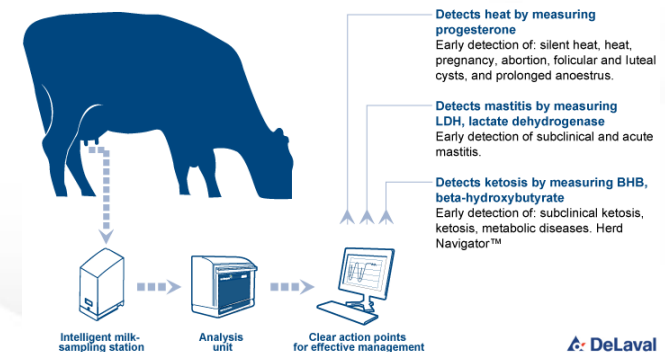 Detects heat by measuring
progesterone
Early detection of: silent heat, heat,
pregnancy, abortion, folicular and luteal
cysts, and prolonged anoestrus.
Detects mastitis by measuring
LDH, lactate dehydrogenase
Early detection of subclinical and acute
mastitis.
Detects ketosis by measuring BHB,
beta-hydroxybutyrate
Early detection of: subclinical ketosis,
ketosis, metabolic diseases. Herd
Navigator™
Intelligent milk-
sampling station
Analysis
unit
Clear action points
for effective management
DeLaval